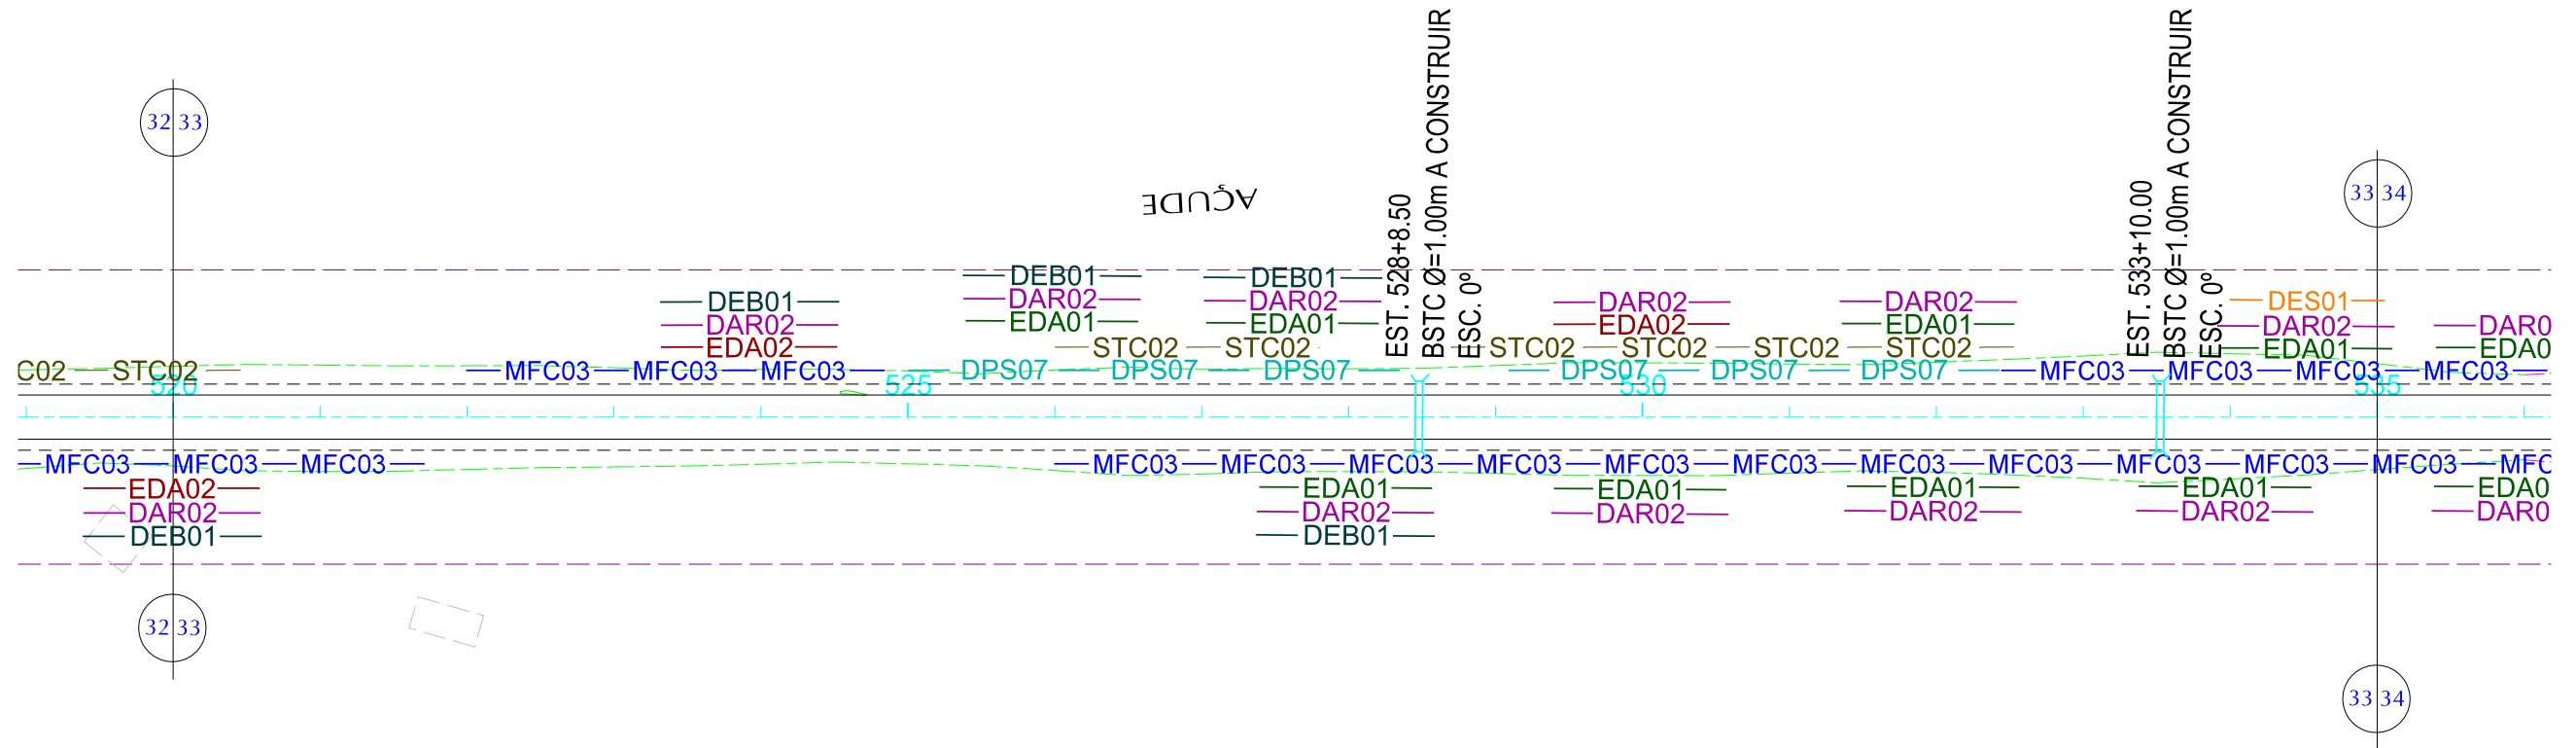 EST. 528+8.50
BSTC Ø=1.00m A CONSTRUIR
ESC. 0º
EST. 533+10.00
BSTC Ø=1.00m A CONSTRUIR
ESC. 0º
32 33
33 34
AÇUDE
DEB01 DEB01
DEB01 DAR02 DAR02 DAR02 DAR02 DES01
DAR02 EDA01 EDA01 EDA02 EDA01 DAR02 DAR0
EDA02 STC02 STC02 STC02 STC02 STC02 STC02 EDA01 EDA0
C02 STC02 MFC03 MFC03 MFC03 DPS07 DPS07 DPS07 DPS07 DPS07 DPS07 MFC03 MFC03 MFC03 MFC03
520 525 530 535
MFC03 MFC03 MFC03 MFC03 MFC03 MFC03 MFC03 MFC03 MFC03 MFC03 MFC03 MFC03 MFC03 MFC03 MFC
EDA02 EDA01 EDA01 EDA01 EDA01 EDA0
DAR02 DAR02 DAR02 DAR02 DAR02 DAR0
DEB01 DEB01
32 33
33 34